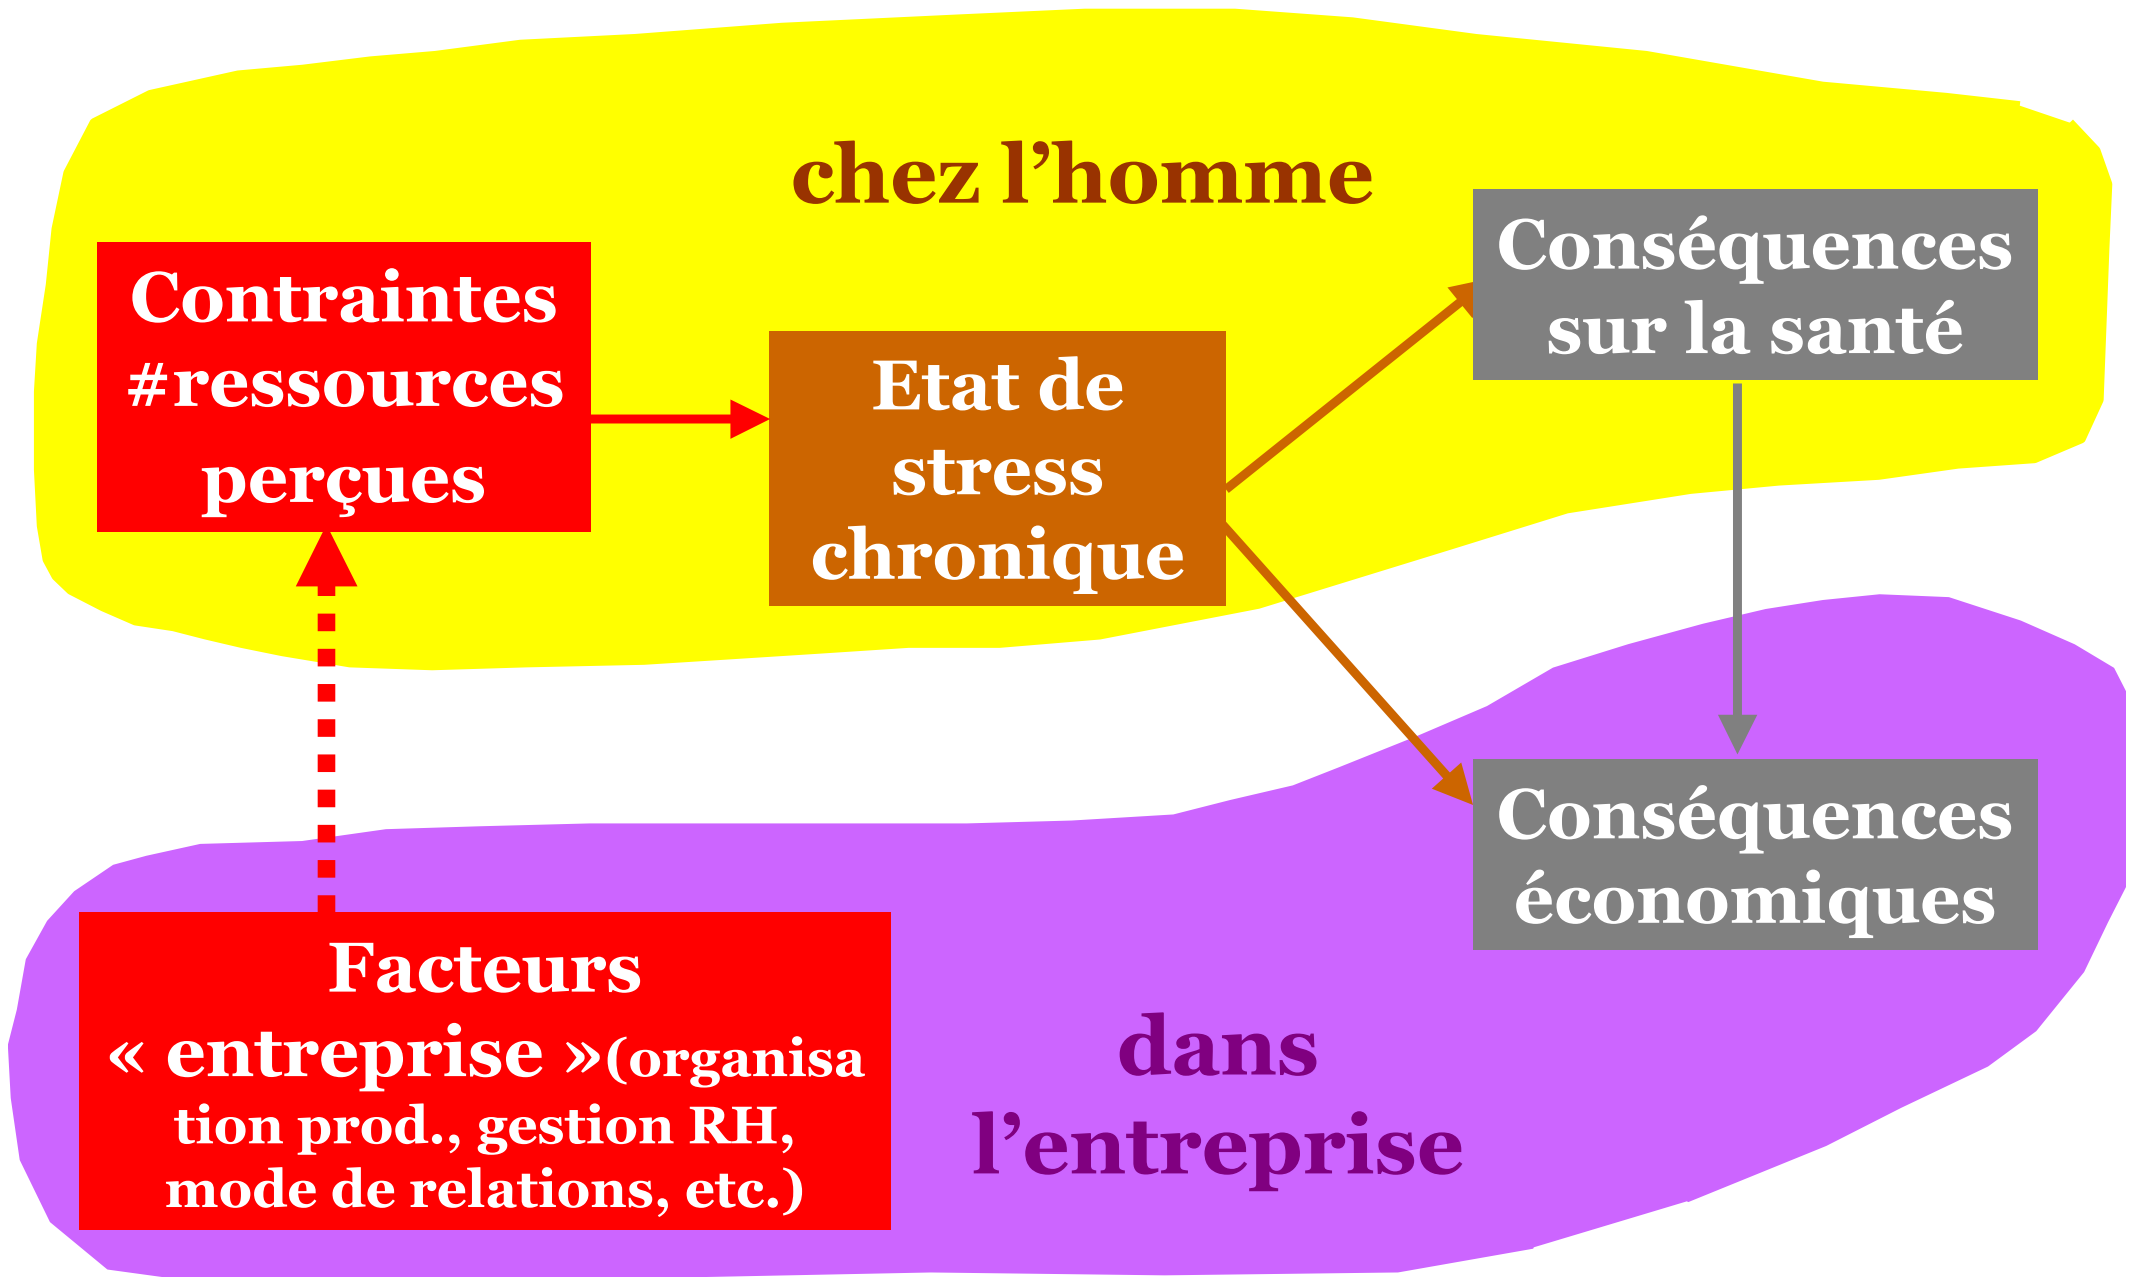 chez l’homme
Contraintes
#ressources
perçues
Etat de
stress
chronique
Conséquences
sur la santé
Conséquences
économiques
Facteurs
« entreprise »(organisa
tion prod., gestion RH,
mode de relations, etc.)
dans
l’entreprise